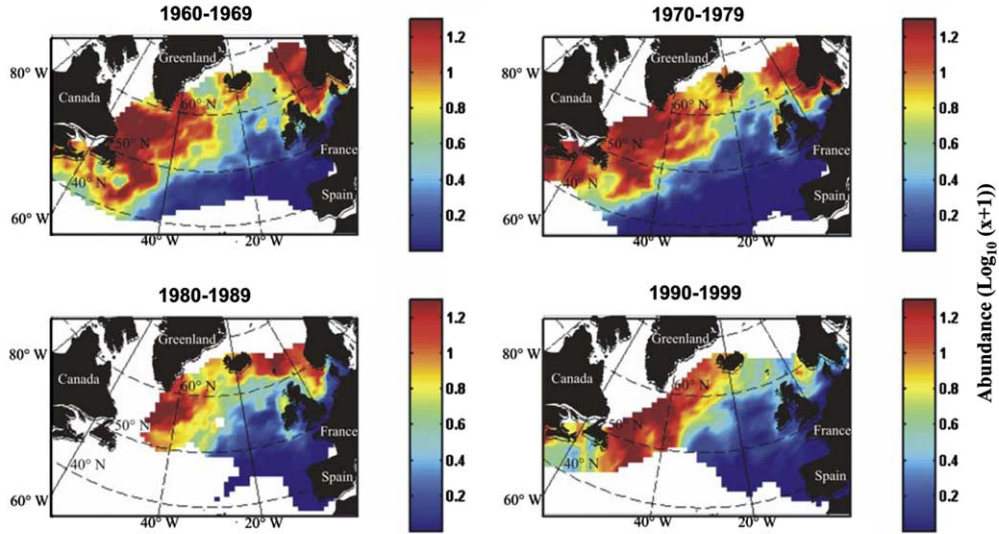 1960-1969
1970-1979
80° W
60° W
40° W
20° W
Canada
Greenland
France
Spain
60° N
50° N
40° N
1.2
1
0.8
0.6
0.4
0.2
80° W
60° W
40° W
20° W
Canada
Greenland
France
Spain
60° N
50° N
40° N
1.2
1
0.8
0.6
0.4
0.2
1980-1989
1990-1999
80° W
60° W
40° W
20° W
Canada
Greenland
France
Spain
60° N
50° N
40° N
1.2
1
0.8
0.6
0.4
0.2
80° W
60° W
40° W
20° W
Canada
Greenland
France
Spain
60° N
50° N
40° N
1.2
1
0.8
0.6
0.4
0.2
Abundance (Log₁₀ (x+1))